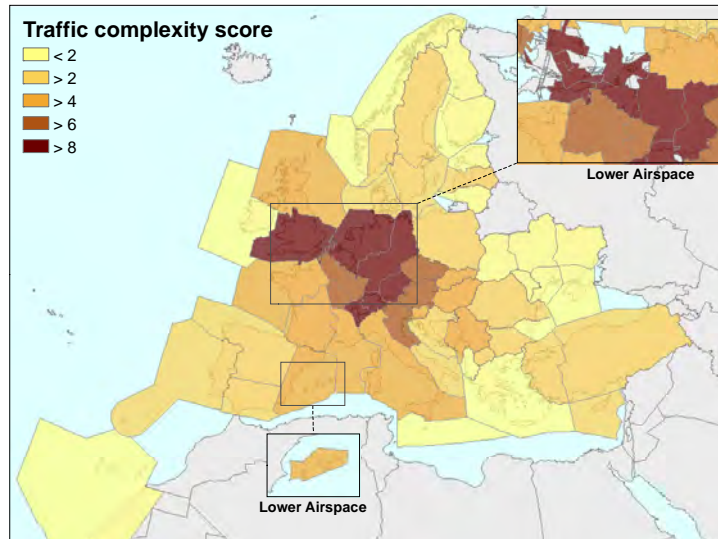 Traffic complexity score
< 2
> 2
> 4
> 6
> 8
Lower Airspace
Lower Airspace